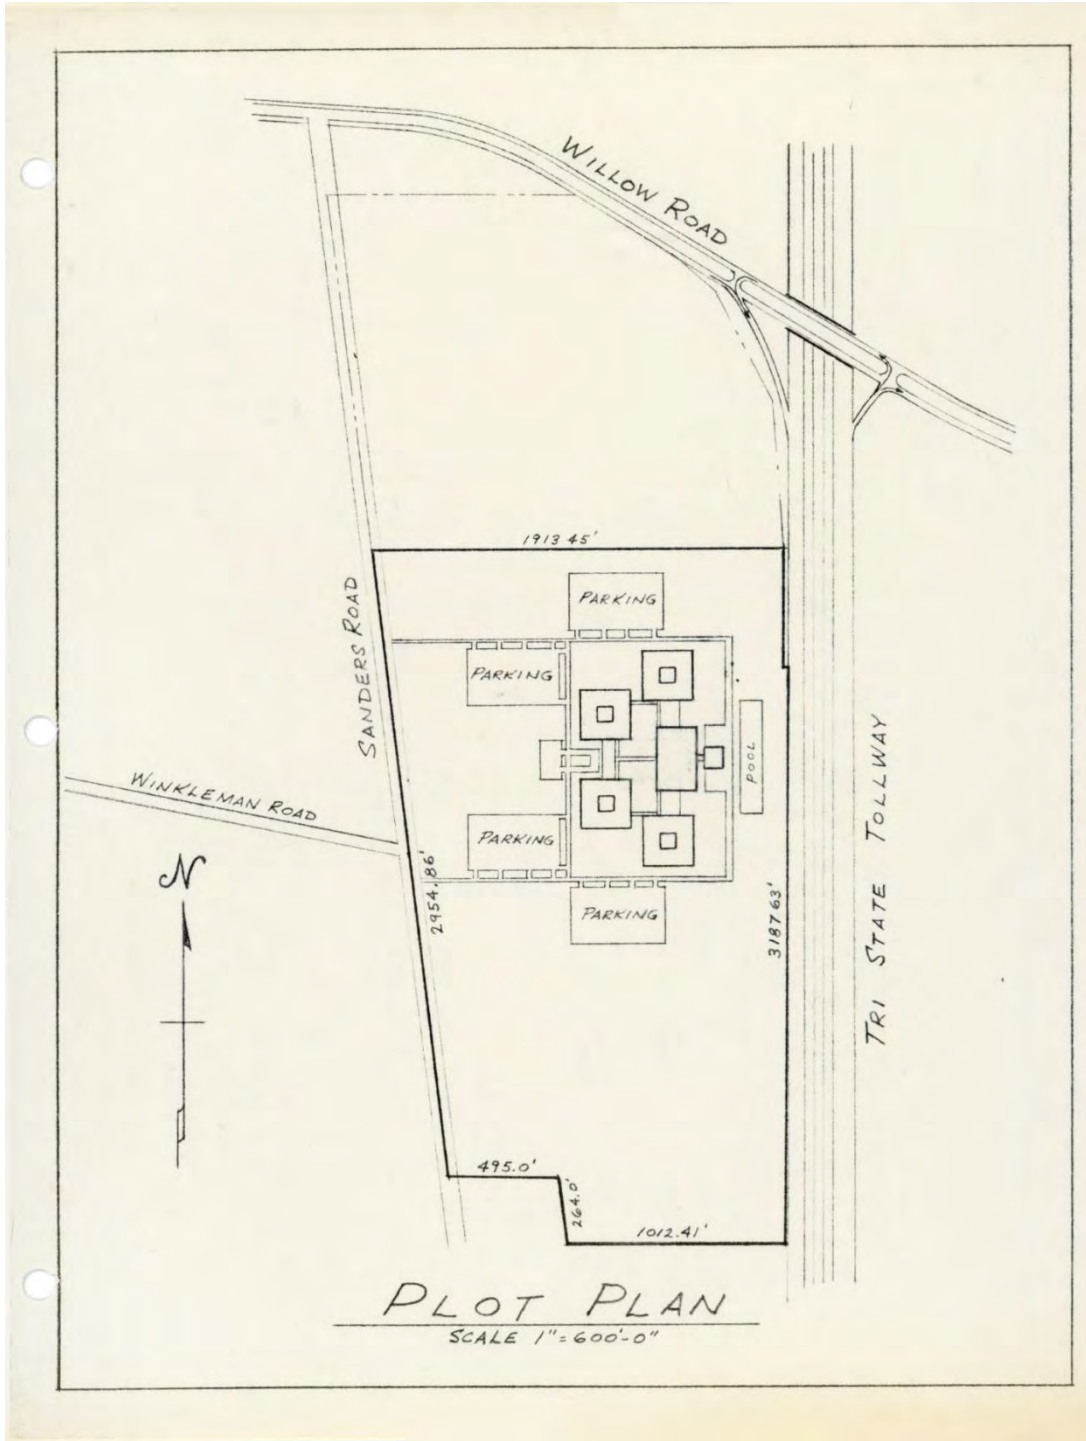 WILLOW ROAD
1913.45'
SANDERS ROAD
PARKING
PARKING
POOL
TRI STATE TOLLWAY
WINKLEMAN ROAD
PARKING
N
2954.86'
PARKING
3187.63'
495.0'
264.0'
1012.41'
PLOT PLAN
SCALE 1"=600'-0"